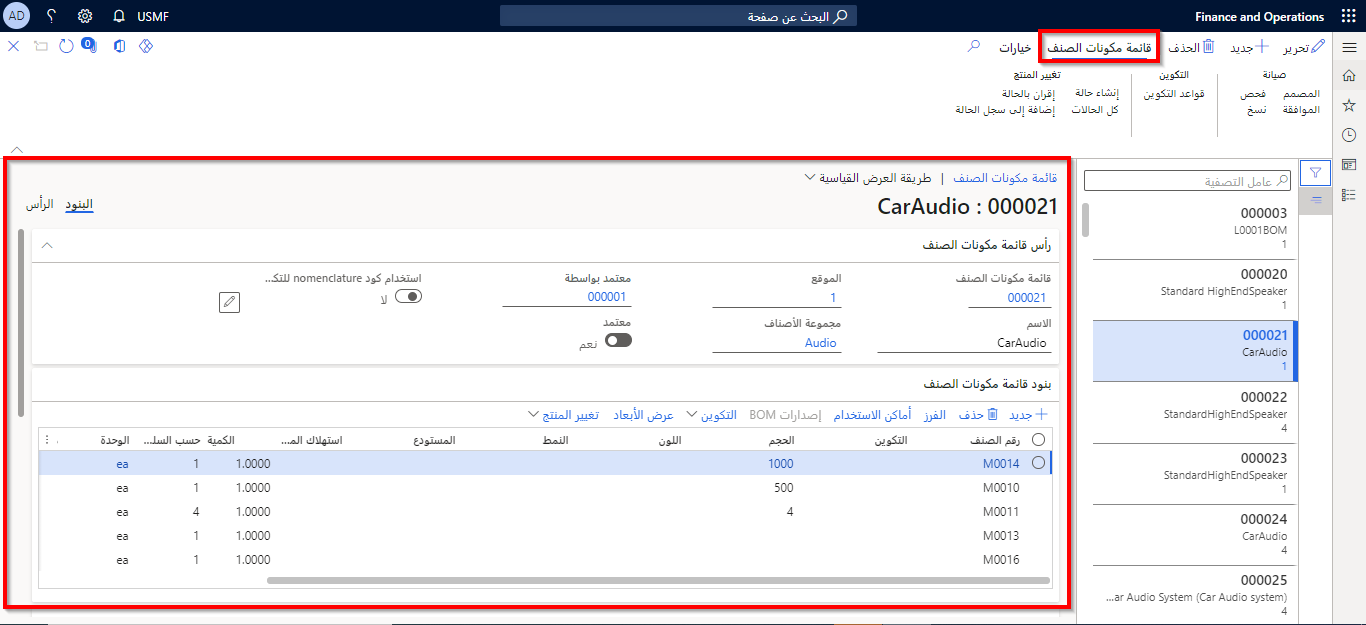 Finance and Operations
البحث عن صفحة
USMF
AD
تحرير
جديد
الحذف
قائمة مكونات الصنف
خيارات
0
صيانة
المصمم
فحص
الموافقة
نسخ
التكوين
قواعد التكوين
تغيير المنتج
إنشاء حالة
إقران بالحالة
كل الحالات
إضافة إلى سجل الحالة
عامل التصفية
000003
L0001BOM
1
000020
Standard HighEndSpeaker
1
000021
CarAudio
1
000022
StandardHighEndSpeaker
4
000023
StandardHighEndSpeaker
1
000024
CarAudio
4
000025
...ar Audio System (Car Audio system)
4
قائمة مكونات الصنف | طريقة العرض القياسية
CarAudio : 000021
البنود
الرأس
رأس قائمة مكونات الصنف
قائمة مكونات الصنف
000021
الاسم
CarAudio
الموقع
1
مجموعة الأصناف
Audio
معتمد بواسطة
000001
معتمد
نعم
استخدام كود nomenclature للتك...
لا
بنود قائمة مكونات الصنف
جديد حذف الفرز أماكن الاستخدام إصدارات BOM التكوين عرض الأبعاد تغيير المنتج
رقم الصنف التكوين الحجم اللون النمط المستودع استهلاك الم... الكمية حسب السل... الوحدة
M0014 1000 1.0000 1 ea
M0010 500 1.0000 1 ea
M0011 4 1.0000 4 ea
M0013 1.0000 1 ea
M0016 1.0000 1 ea